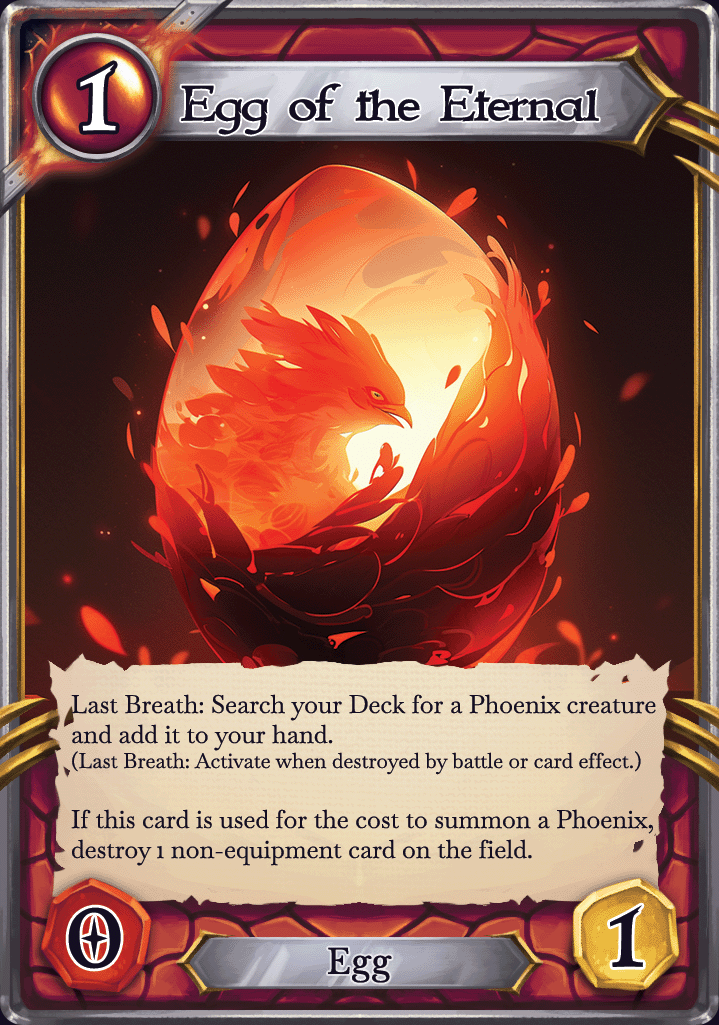 1
Egg of the Eternal
Last Breath: Search your Deck for a Phoenix creature
and add it to your hand.
(Last Breath: Activate when destroyed by battle or card effect.)
If this card is used for the cost to summon a Phoenix,
destroy 1 non-equipment card on the field.
0
Egg
1